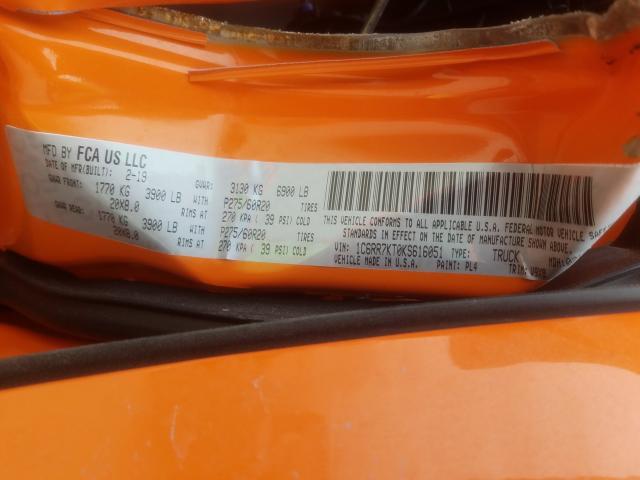 MFD BY FCA US LLC
DATE OF MFR(BUILT): 2-19 GVWR: 3130 KG 6900 LB
GAWR FRONT: 1770 KG 3900 LB WITH P275/60R20 TIRES
20X8.0 RIMS AT 270 KPA ( 39 PSI) COLD
GAWR REAR: 1770 KG 3900 LB WITH P275/60R20 TIRES
20X8.0 RIMS AT 270 KPA ( 39 PSI) COLD
THIS VEHICLE CONFORMS TO ALL APPLICABLE U.S.A. FEDERAL MOTOR VEHICLE
STANDARDS IN EFFECT ON THE DATE OF MANUFACTURE SHOWN ABOVE.
VIN: 1C6RR7KT0KS616051 TYPE: TRUCK MDH:
VEHICLE MADE IN U.S.A. PAINT: PL4 TRIM: